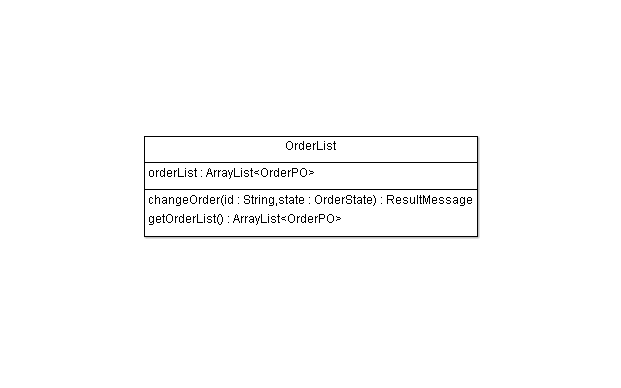 OrderList
orderList : ArrayList<OrderPO>
changeOrder(id : String,state : OrderState) : ResultMessage
getOrderList() : ArrayList<OrderPO>